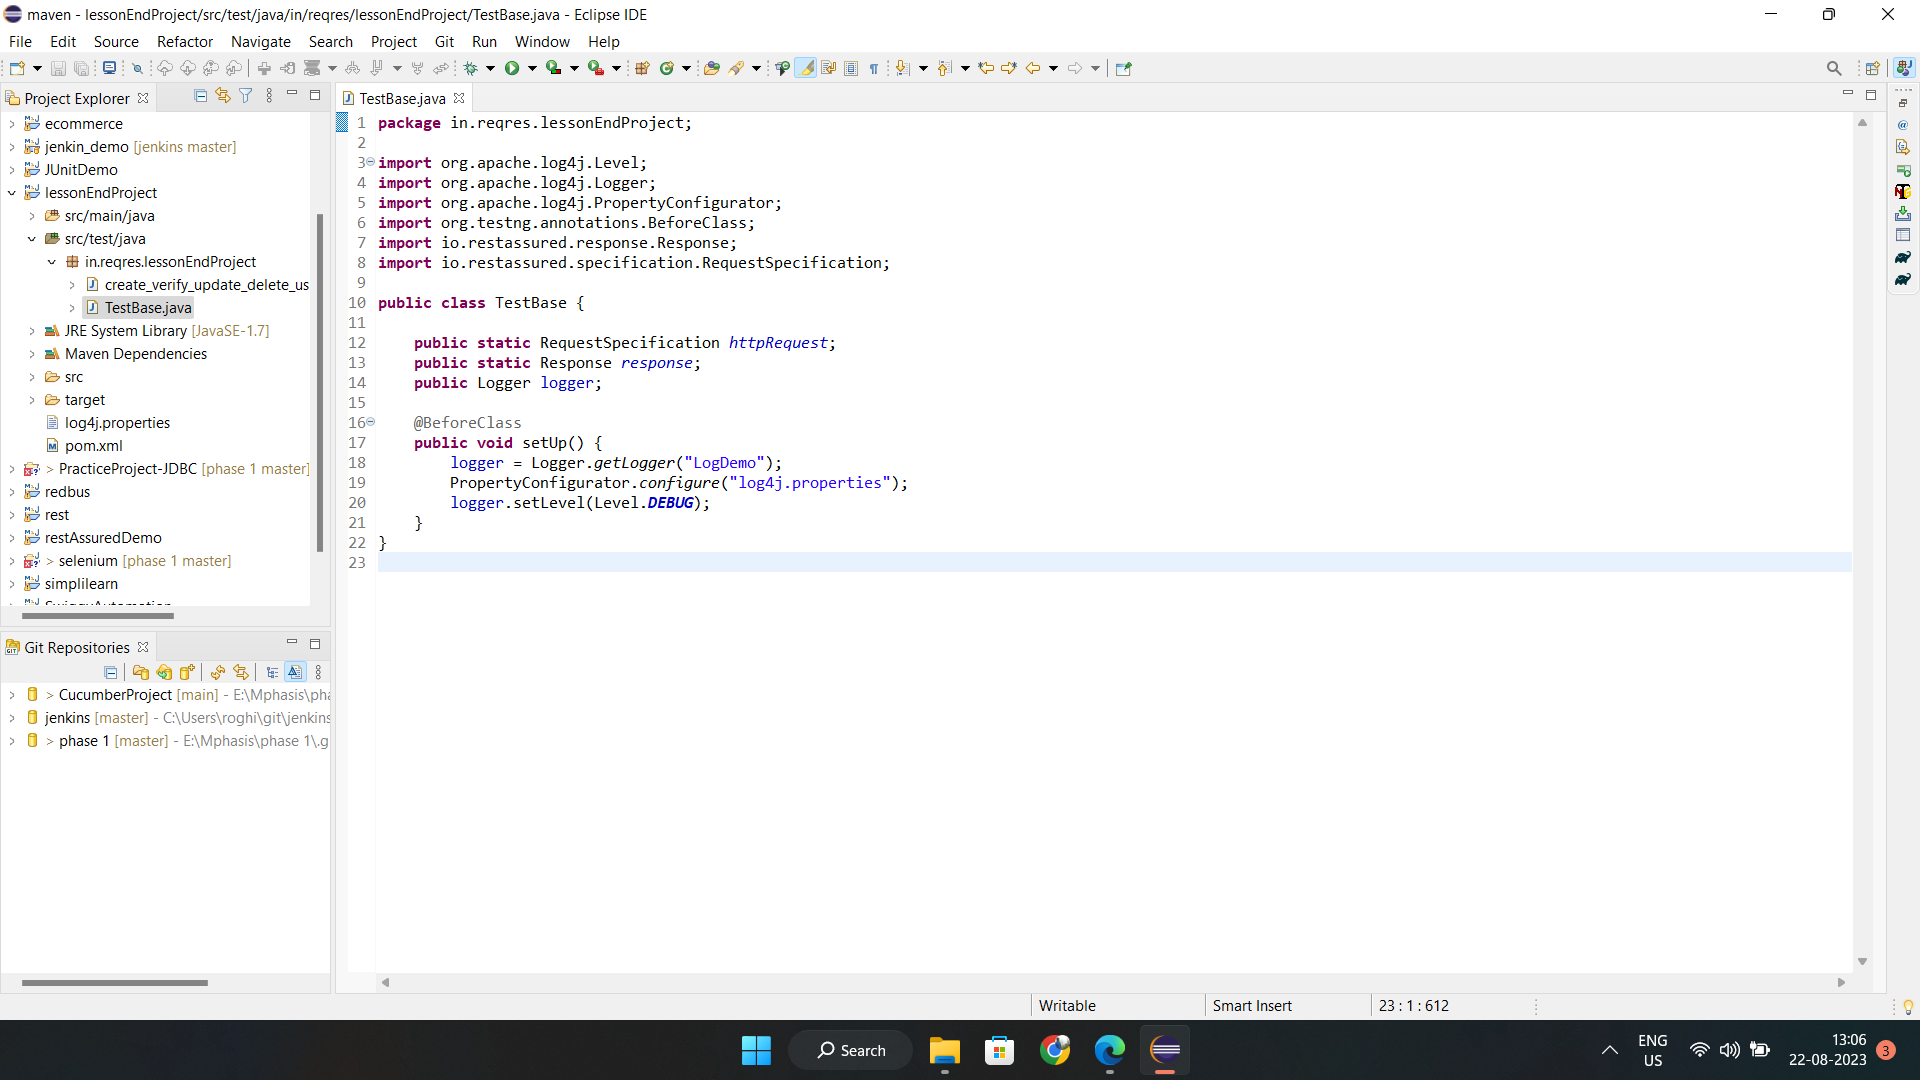 maven - lessonEndProject/src/test/java/in/reqres/lessonEndProject/TestBase.java - Eclipse IDE
File Edit Source Refactor Navigate Search Project Git Run Window Help
Project Explorer
ecommerce
jenkin_demo [jenkins master]
JUnitDemo
lessonEndProject
src/main/java
src/test/java
in.reqres.lessonEndProject
create_verify_update_delete_us
TestBase.java
JRE System Library [JavaSE-1.7]
Maven Dependencies
src
target
log4j.properties
pom.xml
> PracticeProject-JDBC [phase 1 master]
redbus
rest
restAssuredDemo
> selenium [phase 1 master]
simplilearn
Git Repositories
> CucumberProject [main] - E:\Mphasis\pha
jenkins [master] - C:\Users\roghi\git\jenkins
> phase 1 [master] - E:\Mphasis\phase 1\.g
TestBase.java
1 package in.reqres.lessonEndProject;
2
3 import org.apache.log4j.Level;
4 import org.apache.log4j.Logger;
5 import org.apache.log4j.PropertyConfigurator;
6 import org.testng.annotations.BeforeClass;
7 import io.restassured.response.Response;
8 import io.restassured.specification.RequestSpecification;
9
10 public class TestBase {
11
12 public static RequestSpecification httpRequest;
13 public static Response response;
14 public Logger logger;
15
16 @BeforeClass
17 public void setUp() {
18 logger = Logger.getLogger("LogDemo");
19 PropertyConfigurator.configure("log4j.properties");
20 logger.setLevel(Level.DEBUG);
21 }
22 }
23
Writable Smart Insert 23 : 1 : 612
Search
ENG
US
13:06
22-08-2023
3